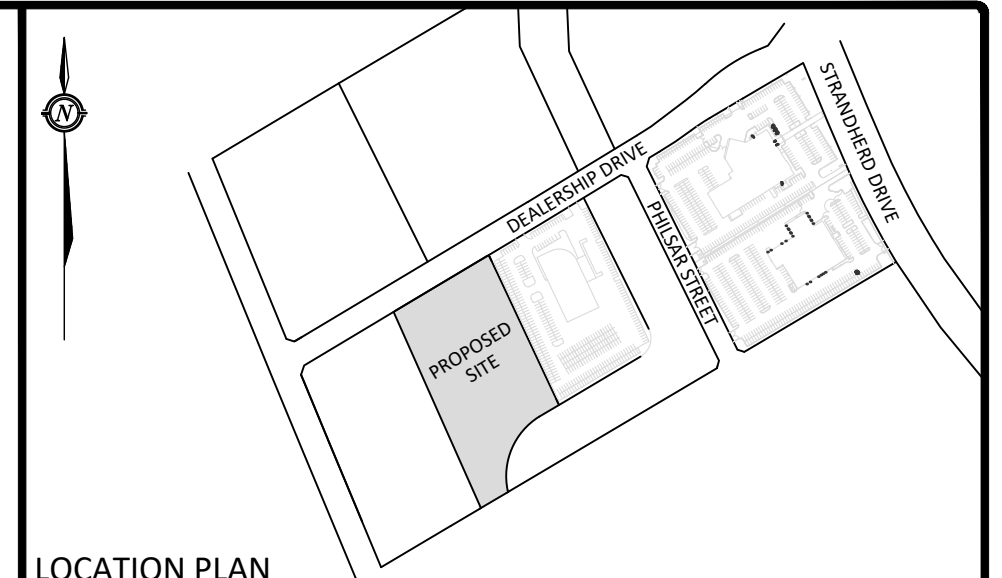 N
STRANDHERD DRIVE
DEALERSHIP DRIVE
PHILSAR STREET
PROPOSED
SITE
LOCATION PLAN